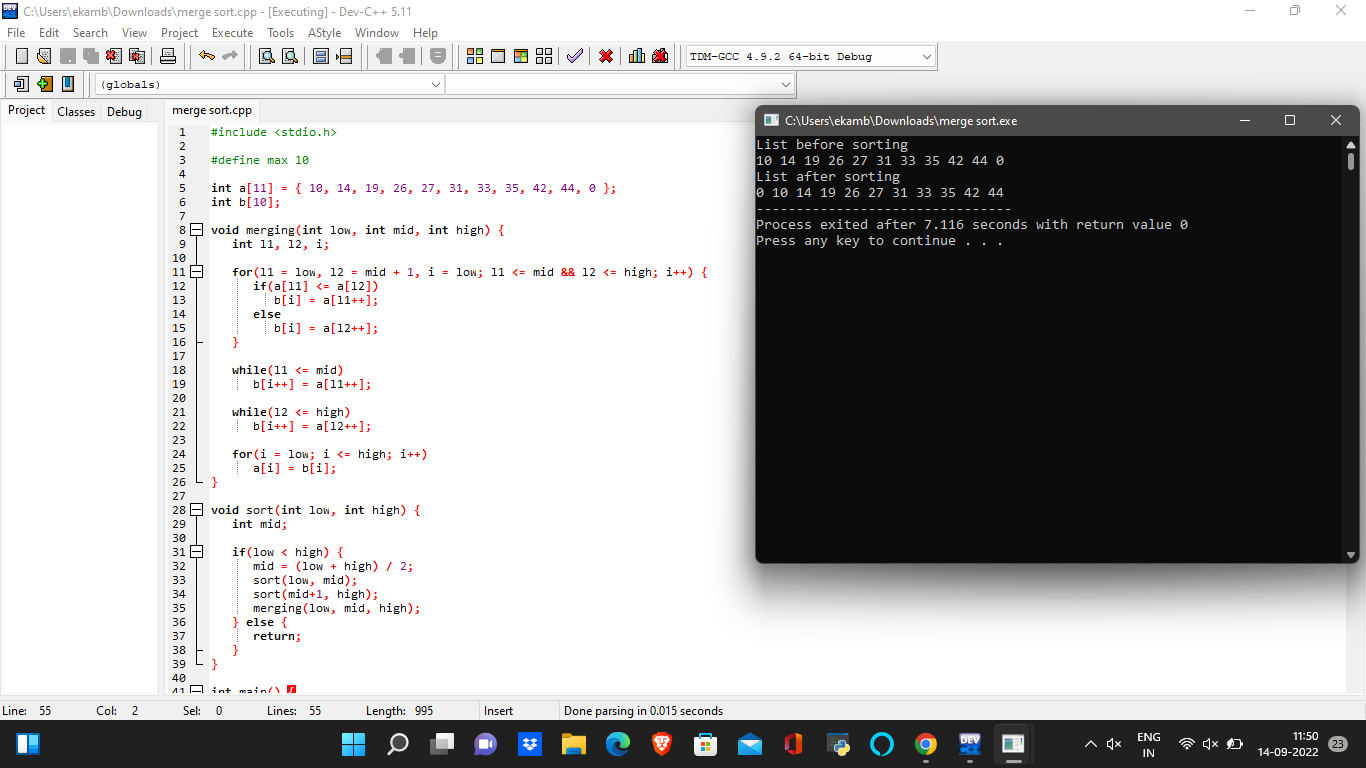 C:\Users\ekamb\Downloads\merge sort.cpp - [Executing] - Dev-C++ 5.11
File Edit Search View Project Execute Tools AStyle Window Help
TDM-GCC 4.9.2 64-bit Debug
(globals)
Project Classes Debug
merge sort.cpp
1 #include <stdio.h>
2
3 #define max 10
4
5 int a[11] = { 10, 14, 19, 26, 27, 31, 33, 35, 42, 44, 0 };
6 int b[10];
7
8 void merging(int low, int mid, int high) {
9 int l1, l2, i;
10
11 for(l1 = low, l2 = mid + 1, i = low; l1 <= mid && l2 <= high; i++) {
12 if(a[l1] <= a[l2])
13 b[i] = a[l1++];
14 else
15 b[i] = a[l2++];
16 }
17
18 while(l1 <= mid)
19 b[i++] = a[l1++];
20
21 while(l2 <= high)
22 b[i++] = a[l2++];
23
24 for(i = low; i <= high; i++)
25 a[i] = b[i];
26 }
27
28 void sort(int low, int high) {
29 int mid;
30
31 if(low < high) {
32 mid = (low + high) / 2;
33 sort(low, mid);
34 sort(mid+1, high);
35 merging(low, mid, high);
36 } else {
37 return;
38 }
39 }
40
41 int main() {
C:\Users\ekamb\Downloads\merge sort.exe
List before sorting
10 14 19 26 27 31 33 35 42 44 0
List after sorting
0 10 14 19 26 27 31 33 35 42 44
--------------------------------
Process exited after 7.116 seconds with return value 0
Press any key to continue . . .
Line: 55 Col: 2 Sel: 0 Lines: 55 Length: 995 Insert Done parsing in 0.015 seconds
DEV
ENG
IN
11:50
14-09-2022
23